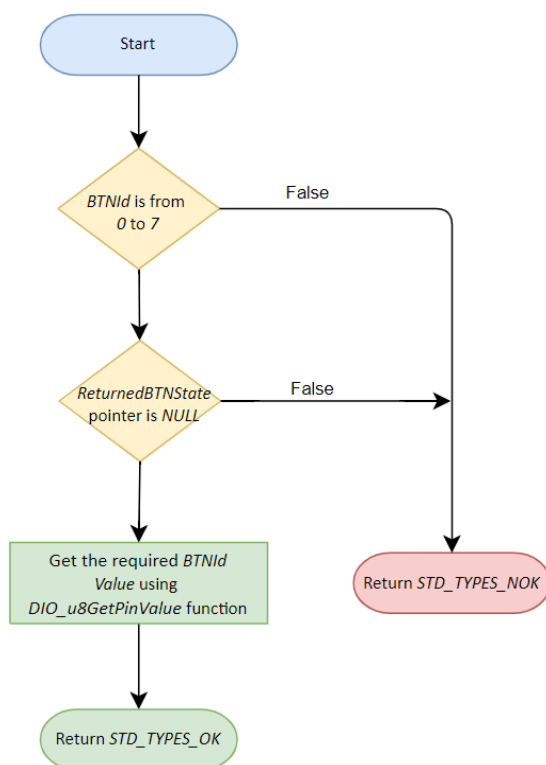 Start
BTNId is from
0 to 7
False
ReturnedBTNState
pointer is NULL
False
Get the required BTNId
Value using
DIO_u8GetPinValue function
Return STD_TYPES_NOK
Return STD_TYPES_OK